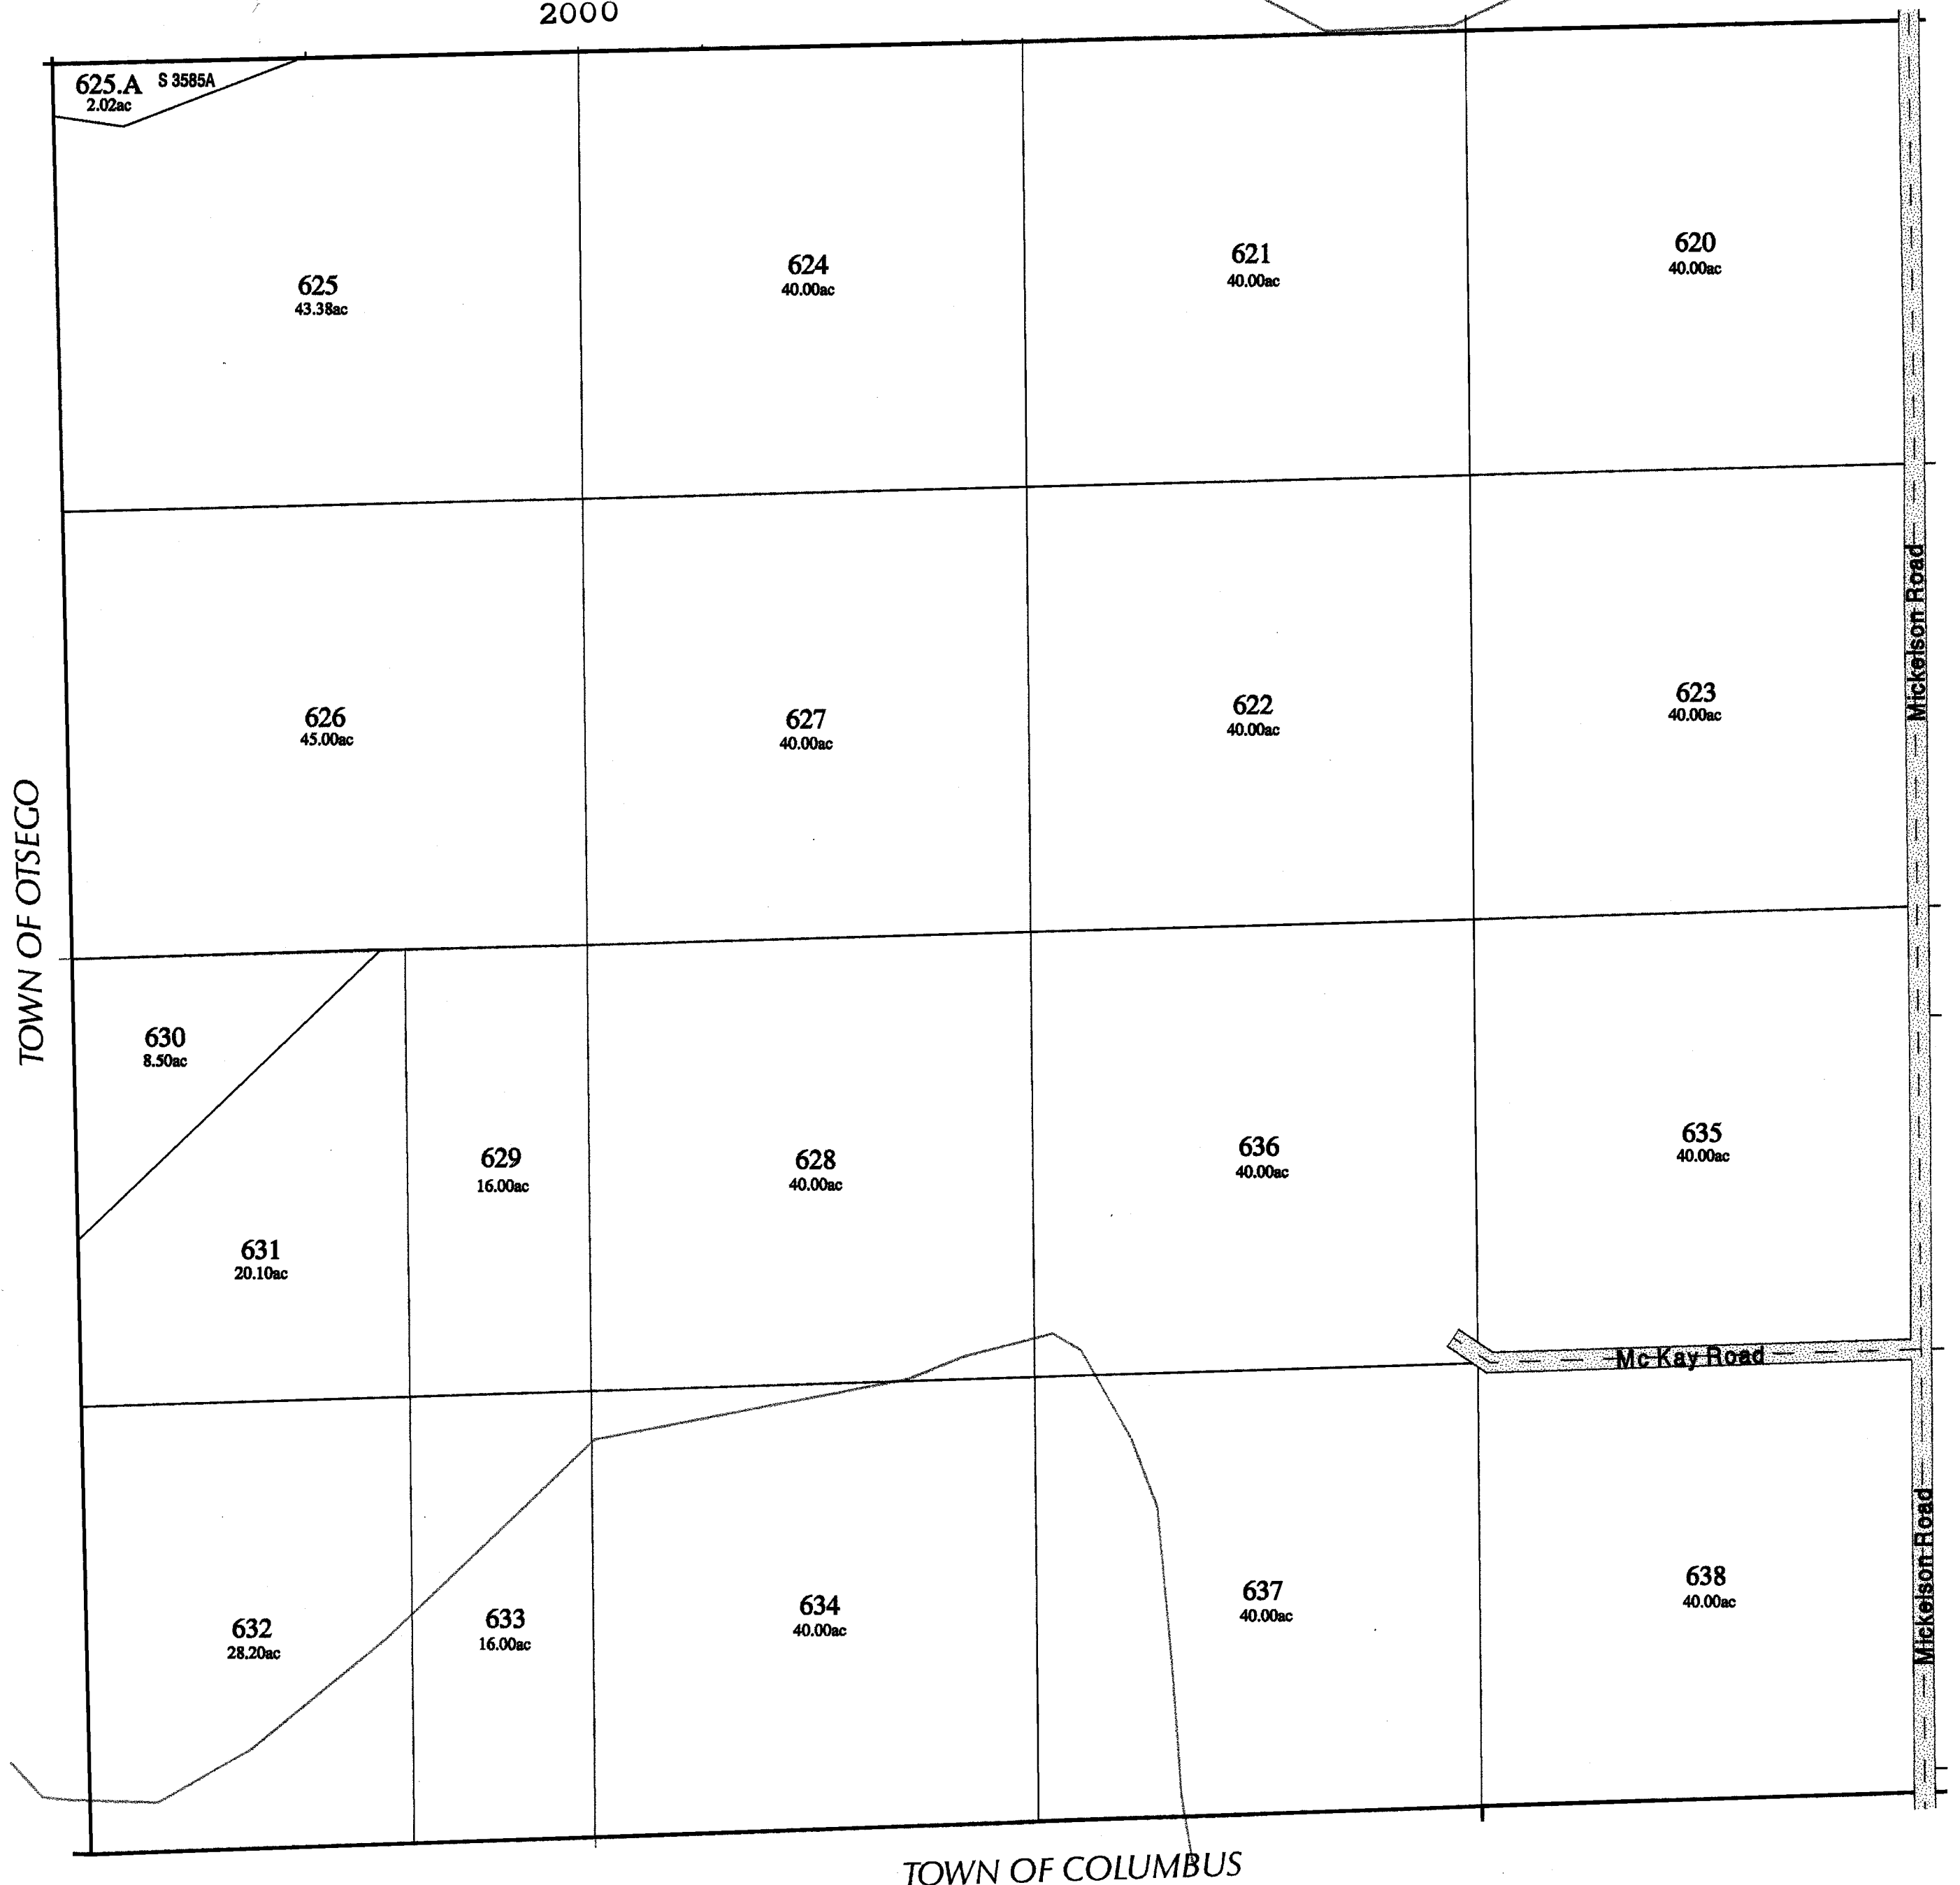 2000
625.A S 3585A
2.02ac
625
43.38ac
624
40.00ac
621
40.00ac
620
40.00ac
626
45.00ac
627
40.00ac
622
40.00ac
623
40.00ac
Mickelson Road
TOWN OF OTSEGO
630
8.50ac
631
20.10ac
629
16.00ac
628
40.00ac
636
40.00ac
635
40.00ac
Mc Kay Road
632
28.20ac
633
16.00ac
634
40.00ac
637
40.00ac
638
40.00ac
Mickelson Road
TOWN OF COLUMBUS